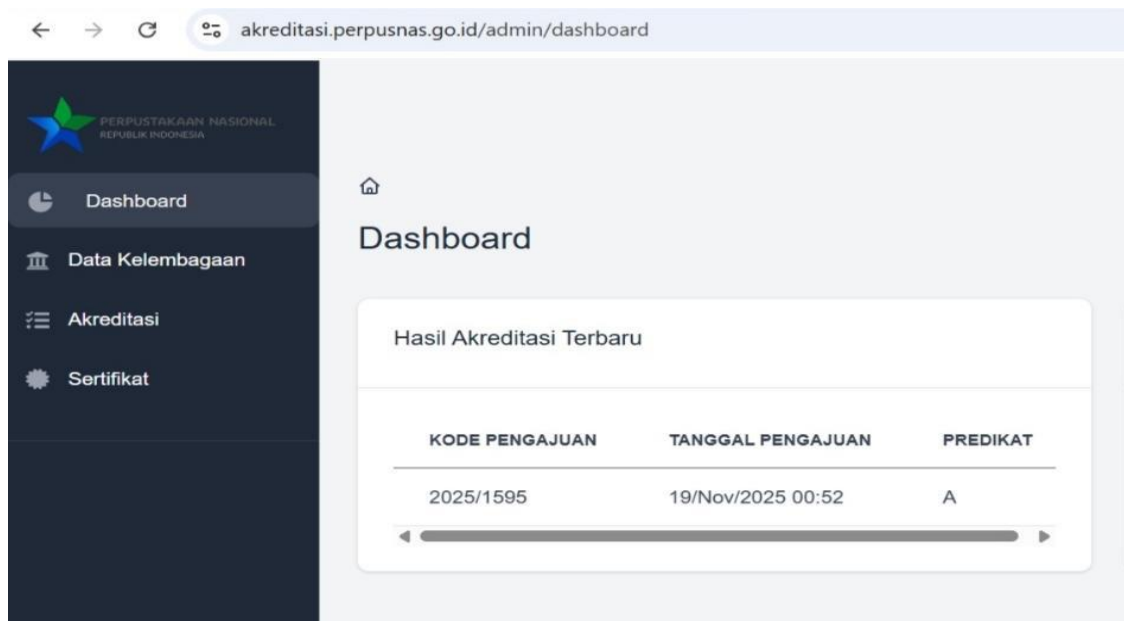 akreditasi.perpusnas.go.id/admin/dashboard
PERPUSTAKAAN NASIONAL
REPUBLIK INDONESIA
Dashboard
Data Kelembagaan
Akreditasi
Sertifikat
Dashboard
Hasil Akreditasi Terbaru
KODE PENGAJUAN TANGGAL PENGAJUAN PREDIKAT
2025/1595 19/Nov/2025 00:52 A